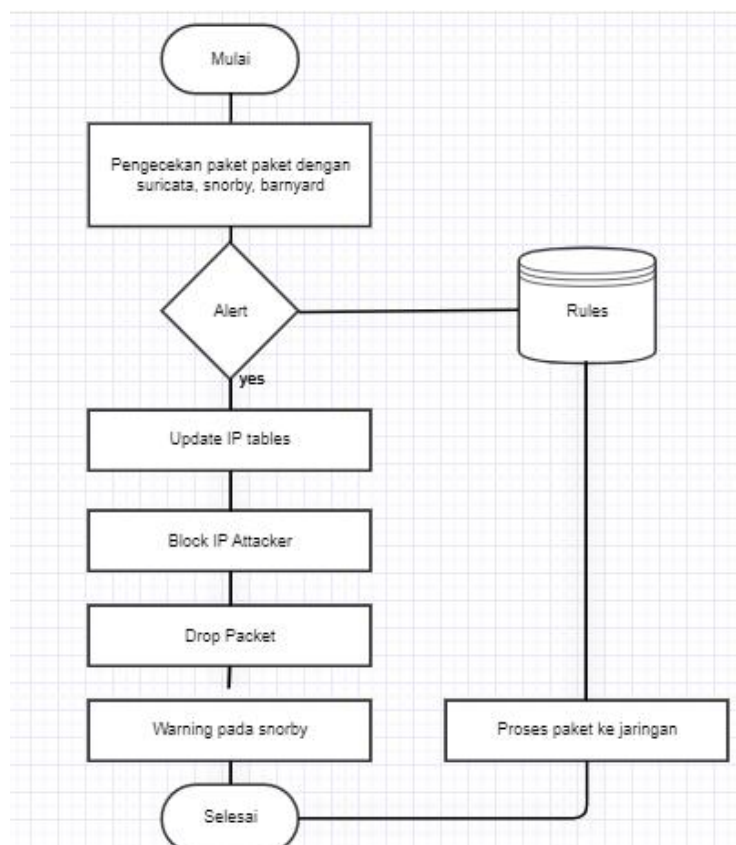 Mulai
Pengecekan paket paket dengan
suricata, snorby, barnyard
Alert
Rules
yes
Update IP tables
Block IP Attacker
Drop Packet
Warning pada snorby
Proses paket ke jaringan
Selesai